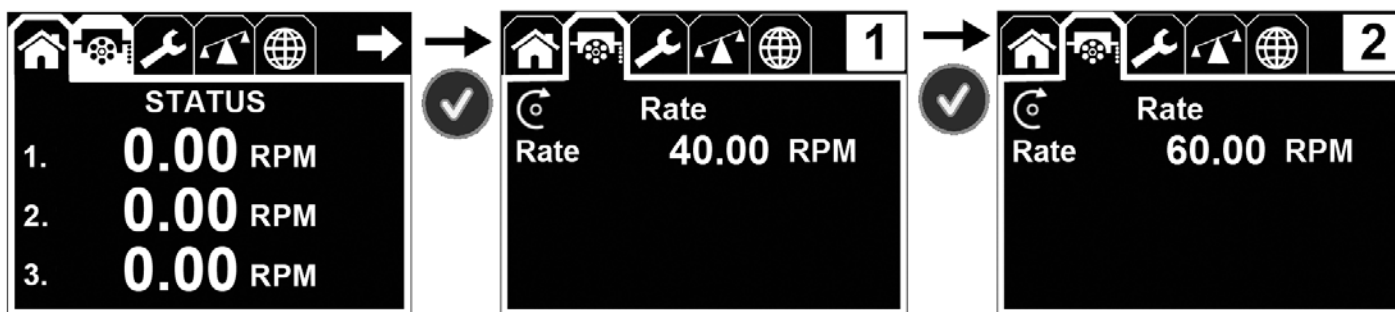 STATUS
1. 0.00 RPM
2. 0.00 RPM
3. 0.00 RPM
1
Rate
Rate 40.00 RPM
2
Rate
Rate 60.00 RPM